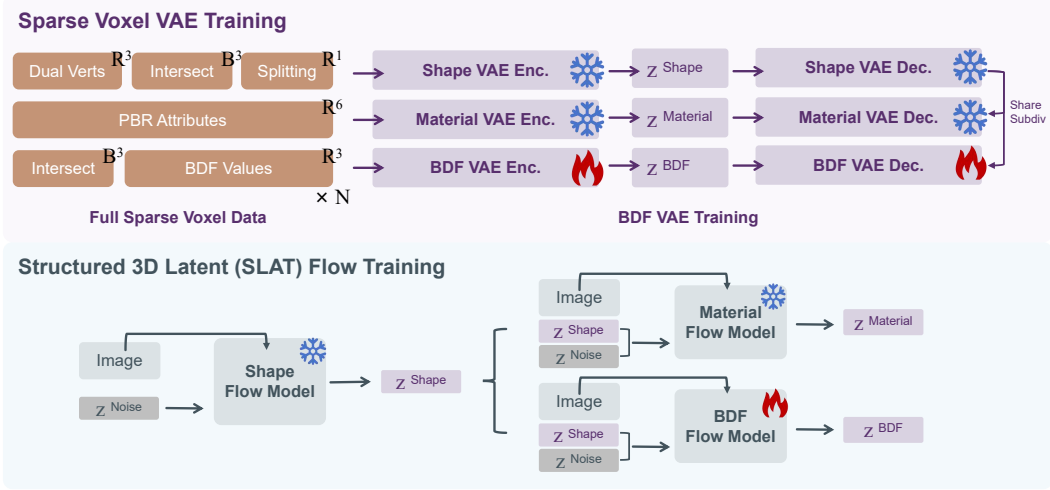 Sparse Voxel VAE Training
Dual Verts R³ Intersect B³ Splitting R¹ Shape VAE Enc. z Shape Shape VAE Dec.
PBR Attributes R⁶ Material VAE Enc. z Material Material VAE Dec.
Share
Subdiv
Intersect B³ BDF Values R³ BDF VAE Enc. z BDF BDF VAE Dec.
× N
Full Sparse Voxel Data BDF VAE Training
Structured 3D Latent (SLAT) Flow Training
Image
z Noise
Shape
Flow Model
z Shape
Image
z Shape
z Noise
Material
Flow Model
z Material
Image
z Shape
z Noise
BDF
Flow Model
z BDF